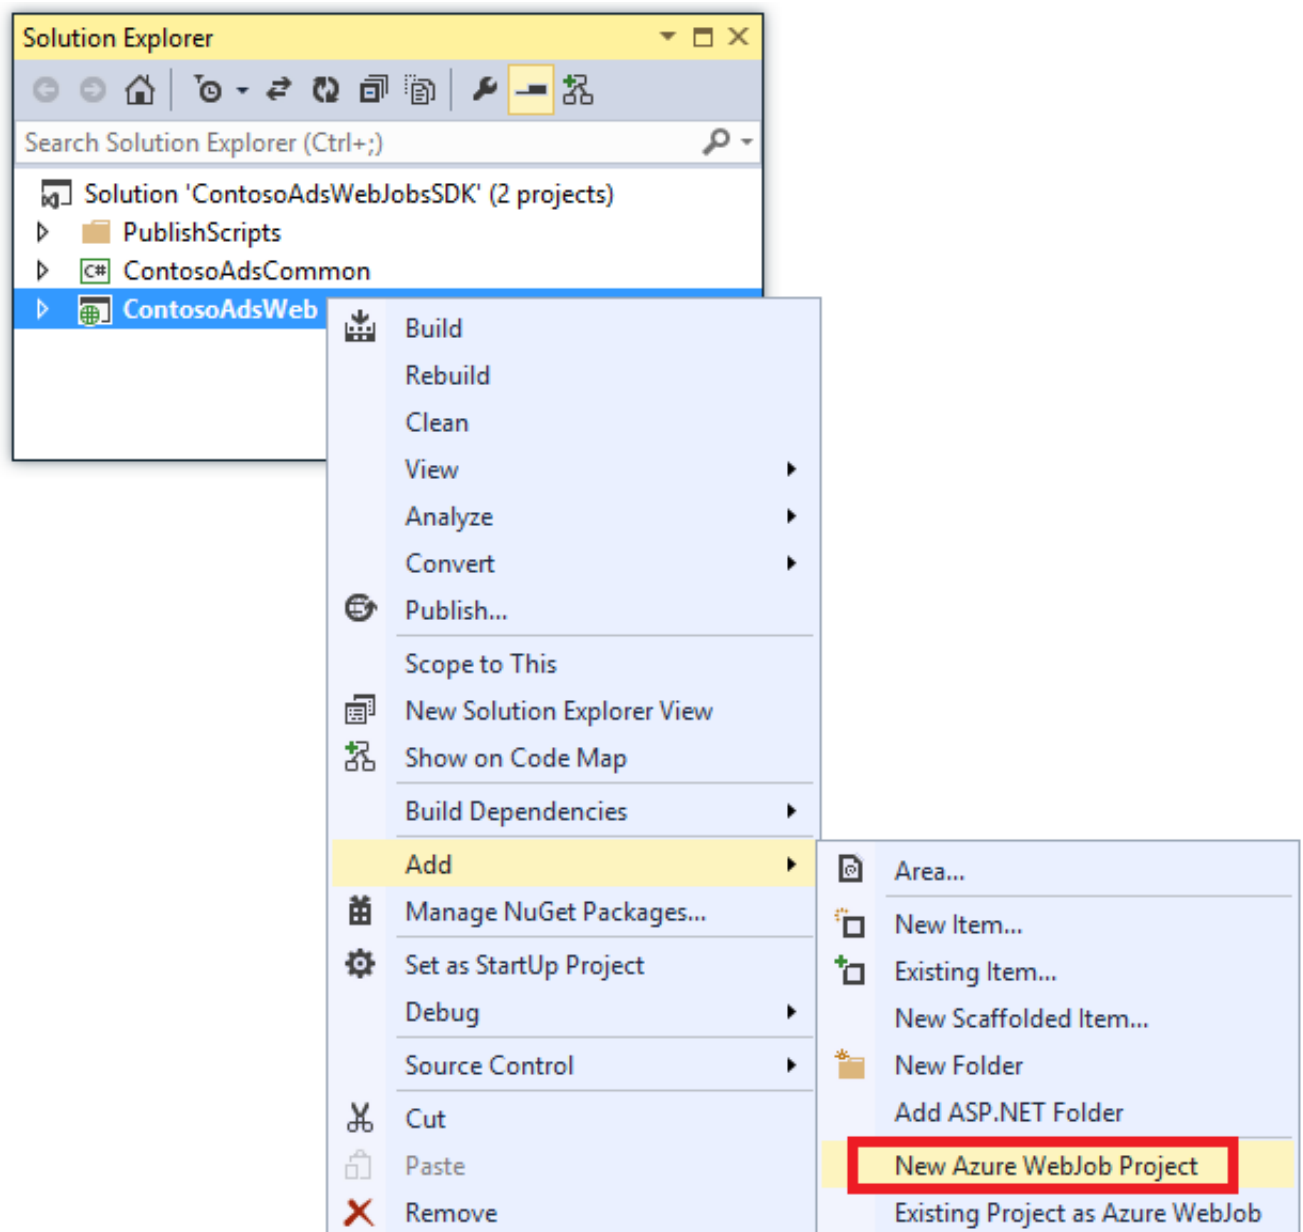 Solution Explorer
Search Solution Explorer (Ctrl+;)
Solution 'ContosoAdsWebJobsSDK' (2 projects)
PublishScripts
C# ContosoAdsCommon
ContosoAdsWeb
Build
Rebuild
Clean
View
Analyze
Convert
Publish...
Scope to This
New Solution Explorer View
Show on Code Map
Build Dependencies
Add
Manage NuGet Packages...
Set as StartUp Project
Debug
Source Control
Cut
Paste
Remove
Area...
New Item...
Existing Item...
New Scaffolded Item...
New Folder
Add ASP.NET Folder
New Azure WebJob Project
Existing Project as Azure WebJob